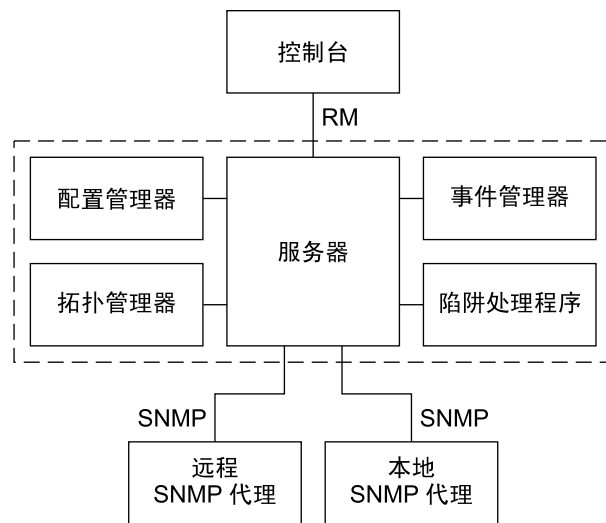 控制台
RM
配置管理器
事件管理器
服务器
拓扑管理器
陷阱处理程序
SNMP
SNMP
远程
SNMP 代理
本地
SNMP 代理